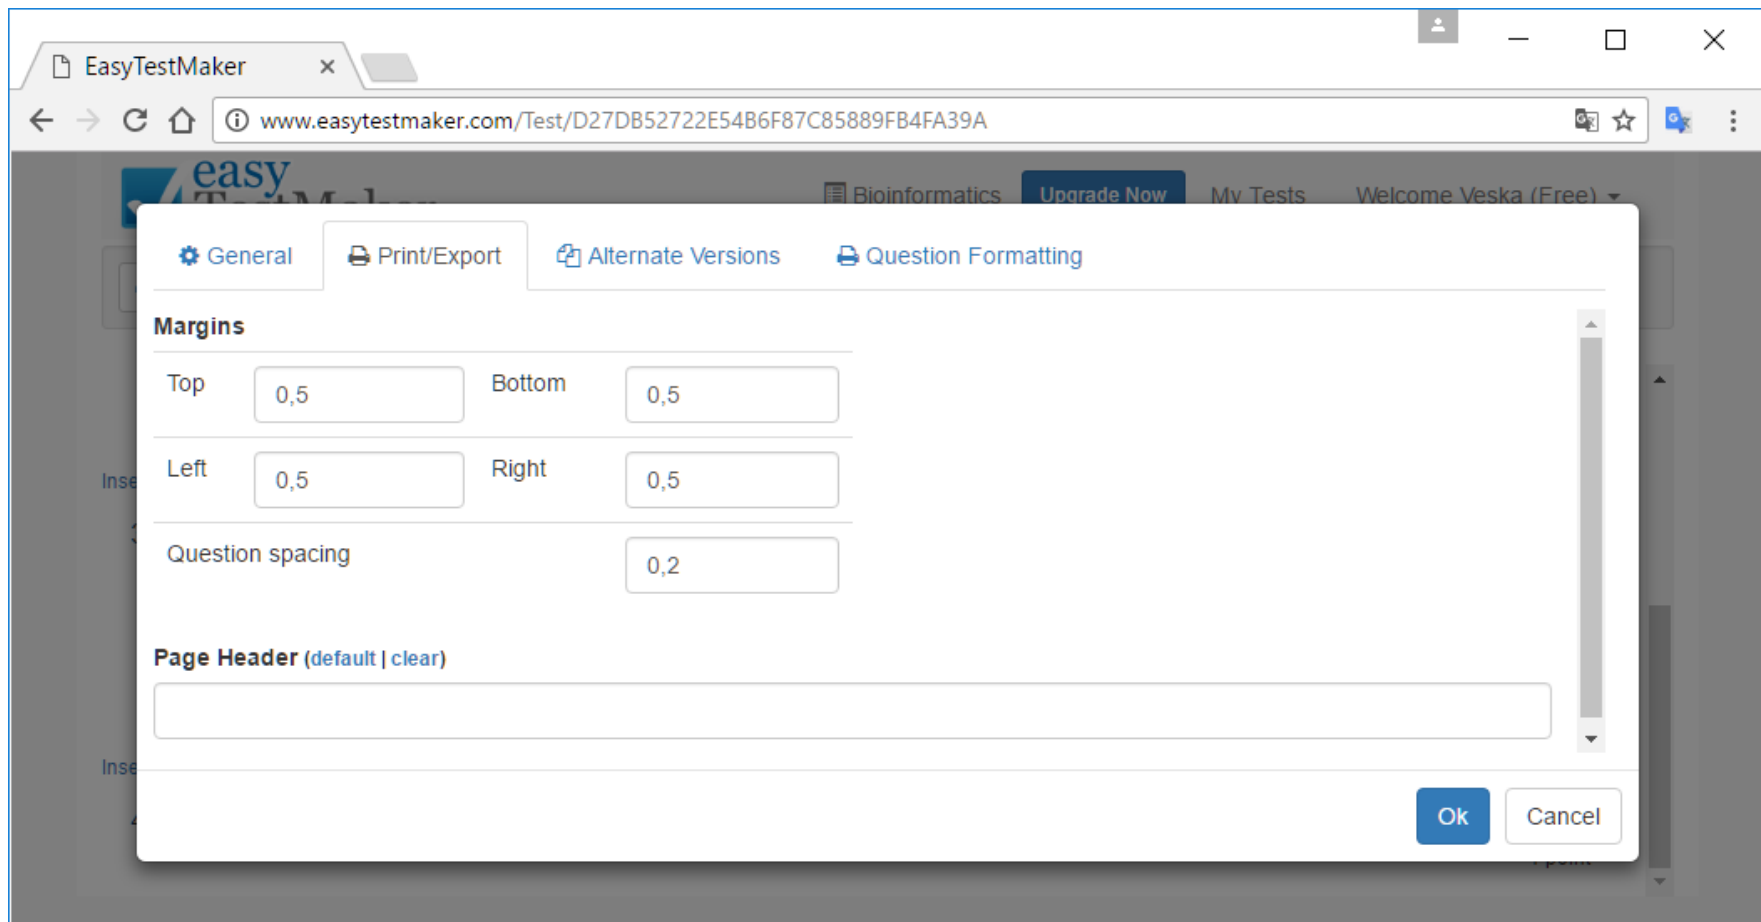 EasyTestMaker
www.easytestmaker.com/Test/D27DB52722E54B6F87C85889FB4FA39A
easy
TestMaker
Bioinformatics Upgrade Now My Tests Welcome Veska (Free)
General Print/Export Alternate Versions Question Formatting
Margins
Top 0,5 Bottom 0,5
Left 0,5 Right 0,5
Question spacing 0,2
Page Header (default | clear)
Ok Cancel